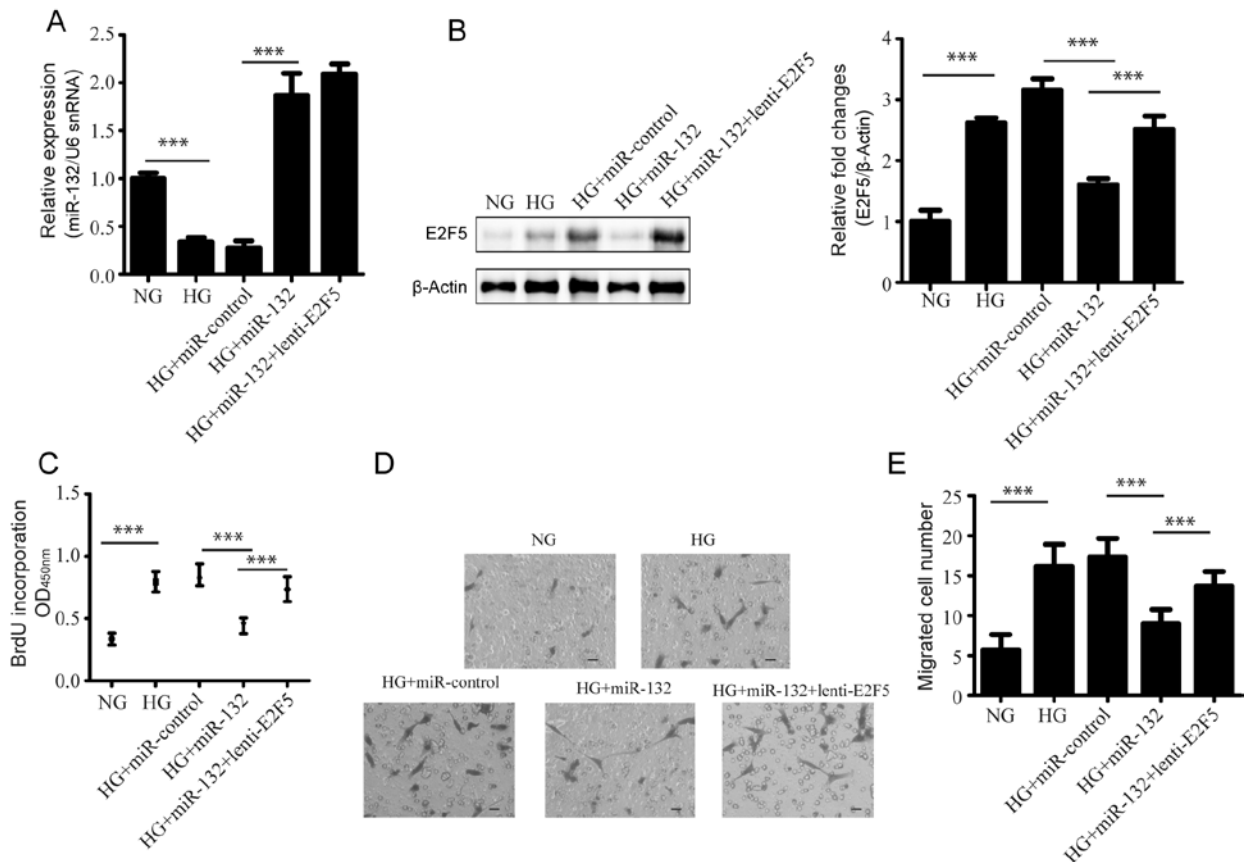 A
Relative expression
(miR-132/U6 snRNA)
2.5
2.0
1.5
1.0
0.5
0.0
***
***
NG
HG
HG+miR-control
HG+miR-132
HG+miR-132+lenti-E2F5
B
NG
HG
HG+miR-control
HG+miR-132
HG+miR-132+lenti-E2F5
E2F5
β-Actin
Relative fold changes
(E2F5/β-Actin)
4
3
2
1
0
***
***
***
NG
HG
HG+miR-control
HG+miR-132
HG+miR-132+lenti-E2F5
C
BrdU incorporation
OD450nm
1.5
1.0
0.5
0.0
***
***
***
NG
HG
HG+miR-control
HG+miR-132
HG+miR-132+lenti-E2F5
D
NG
HG
HG+miR-control
HG+miR-132
HG+miR-132+lenti-E2F5
E
Migrated cell number
25
20
15
10
5
0
***
***
***
NG
HG
HG+miR-control
HG+miR-132
HG+miR-132+lenti-E2F5